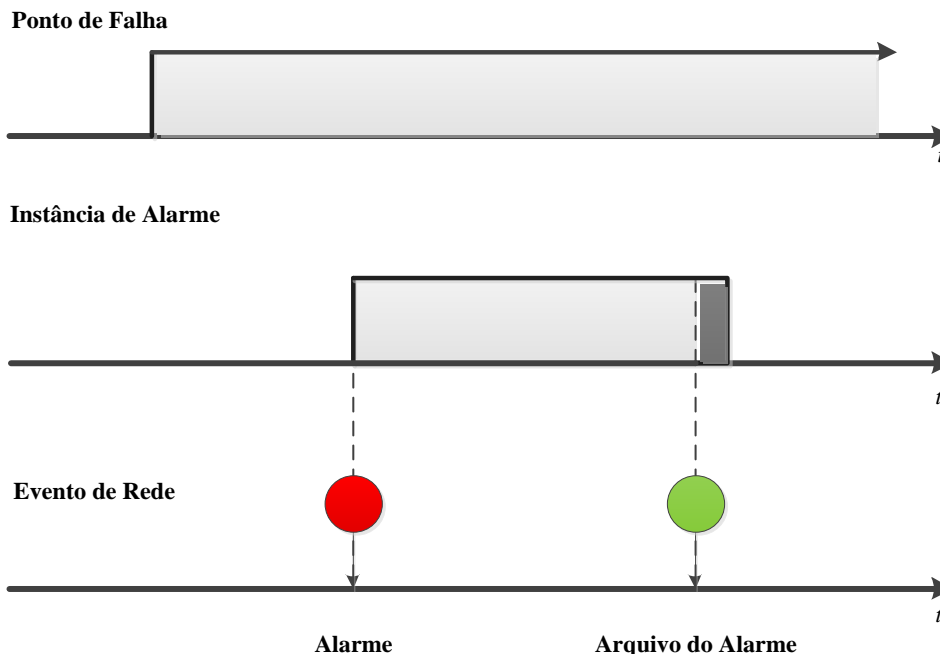 Ponto de Falha
t
Instância de Alarme
t
Evento de Rede
t
Alarme
Arquivo do Alarme